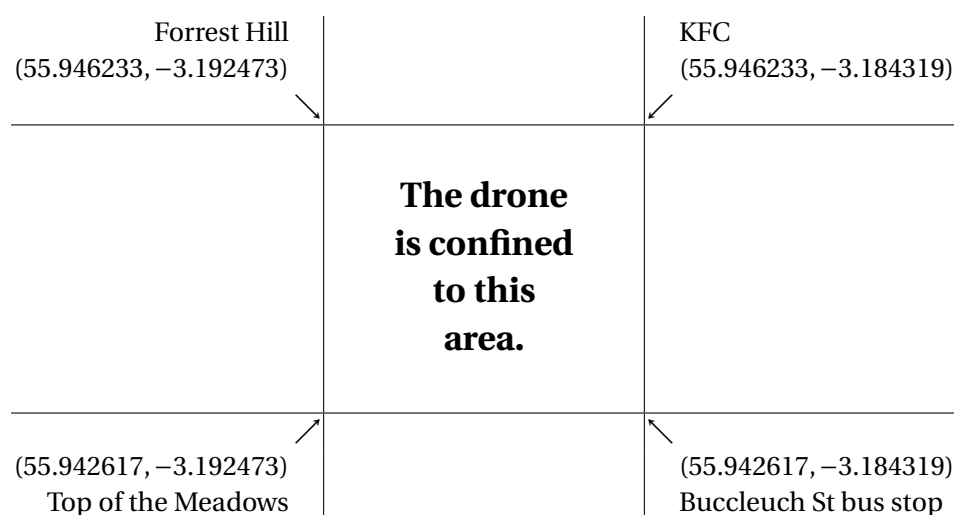 Forrest Hill
(55.946233, −3.192473)
KFC
(55.946233, −3.184319)
The drone
is confined
to this
area.
(55.942617, −3.192473)
Top of the Meadows
(55.942617, −3.184319)
Buccleuch St bus stop